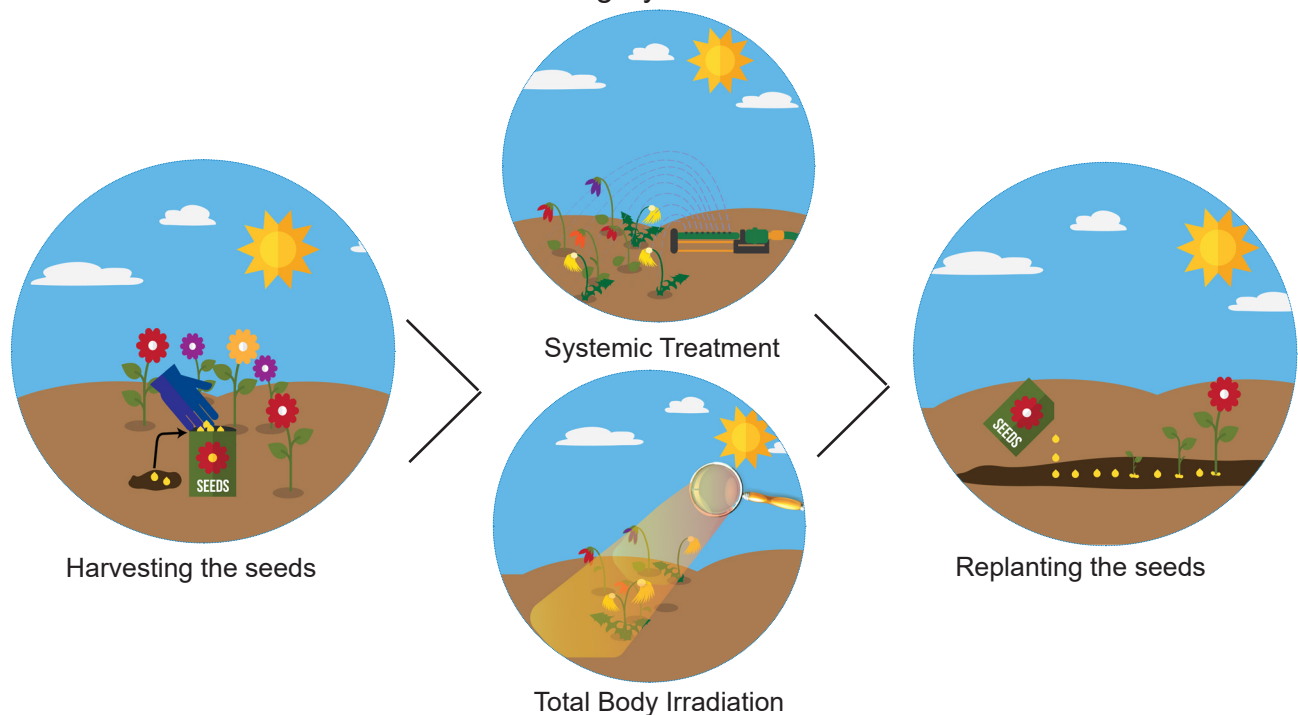 Harvesting the seeds
SEEDS
Systemic Treatment
Total Body Irradiation
Replanting the seeds
SEEDS